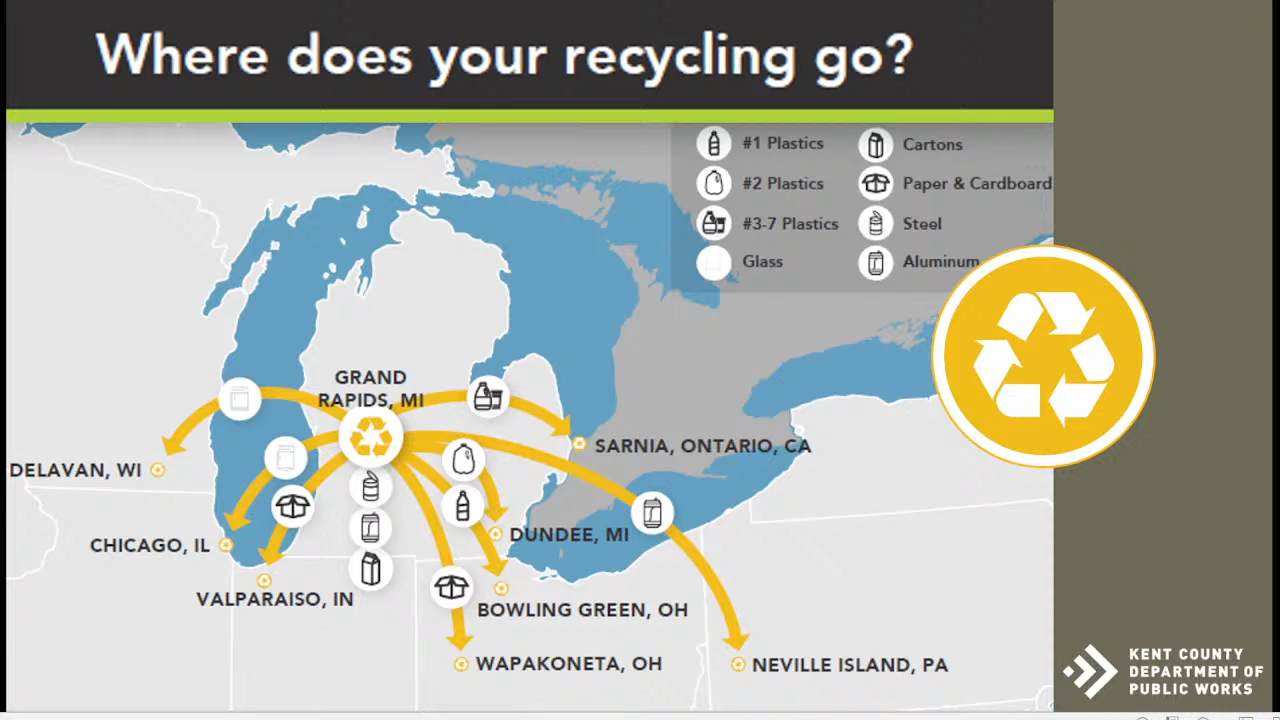 Where does your recycling go?
#1 Plastics
Cartons
#2 Plastics
Paper & Cardboard
#3-7 Plastics
Steel
Glass
Aluminum
GRAND
RAPIDS, MI
SARNIA, ONTARIO, CA
DELAVAN, WI
DUNDEE, MI
CHICAGO, IL
VALPARAISO, IN
BOWLING GREEN, OH
WAPAKONETA, OH
NEVILLE ISLAND, PA
KENT COUNTY
DEPARTMENT OF
PUBLIC WORKS